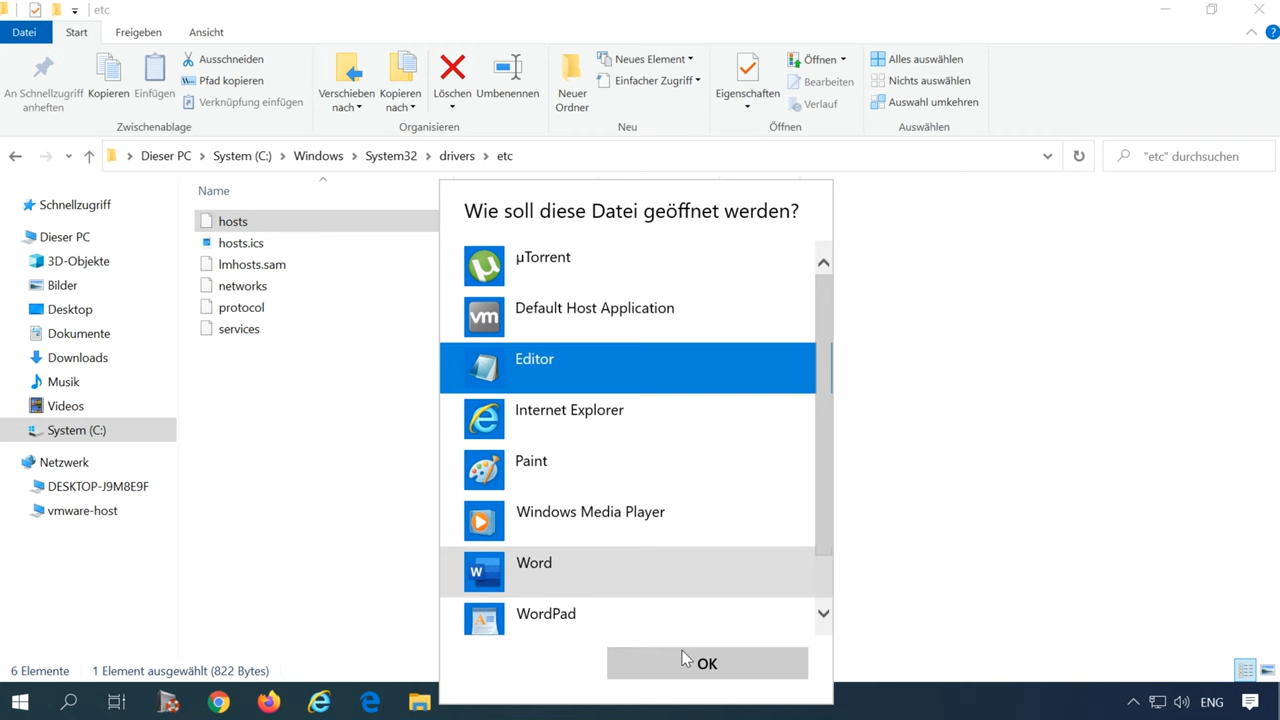 etc
Datei Start Freigeben Ansicht
An Schnellzugriff anheften
Kopieren
Einfügen
Ausschneiden
Pfad kopieren
Verknüpfung einfügen
Zwischenablage
Verschieben nach
Kopieren nach
Löschen
Umbenennen
Organisieren
Neuer Ordner
Neues Element
Einfacher Zugriff
Neu
Eigenschaften
Öffnen
Bearbeiten
Verlauf
Öffnen
Alles auswählen
Nichts auswählen
Auswahl umkehren
Auswählen
Dieser PC > System (C:) > Windows > System32 > drivers > etc
"etc" durchsuchen
Schnellzugriff
Dieser PC
3D-Objekte
Bilder
Desktop
Dokumente
Downloads
Musik
Videos
System (C:)
Netzwerk
DESKTOP-J9M8E9F
vmware-host
Name
hosts
hosts.ics
lmhosts.sam
networks
protocol
services
Wie soll diese Datei geöffnet werden?
µTorrent
Default Host Application
Editor
Internet Explorer
Paint
Windows Media Player
Word
WordPad
OK
6 Elemente 1 Element ausgewählt (822 Bytes)
ENG